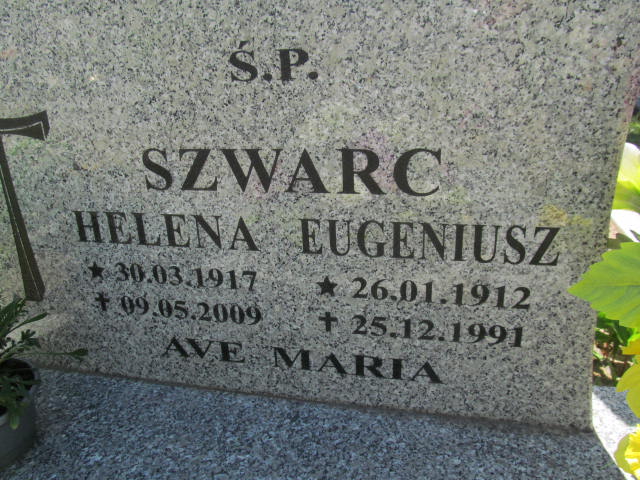 Ś.P.
SZWARC
HELENA EUGENIUSZ
★ 30.03.1917 ★ 26.01.1912
✝ 09.05.2009 ✝ 25.12.1991
AVE MARIA